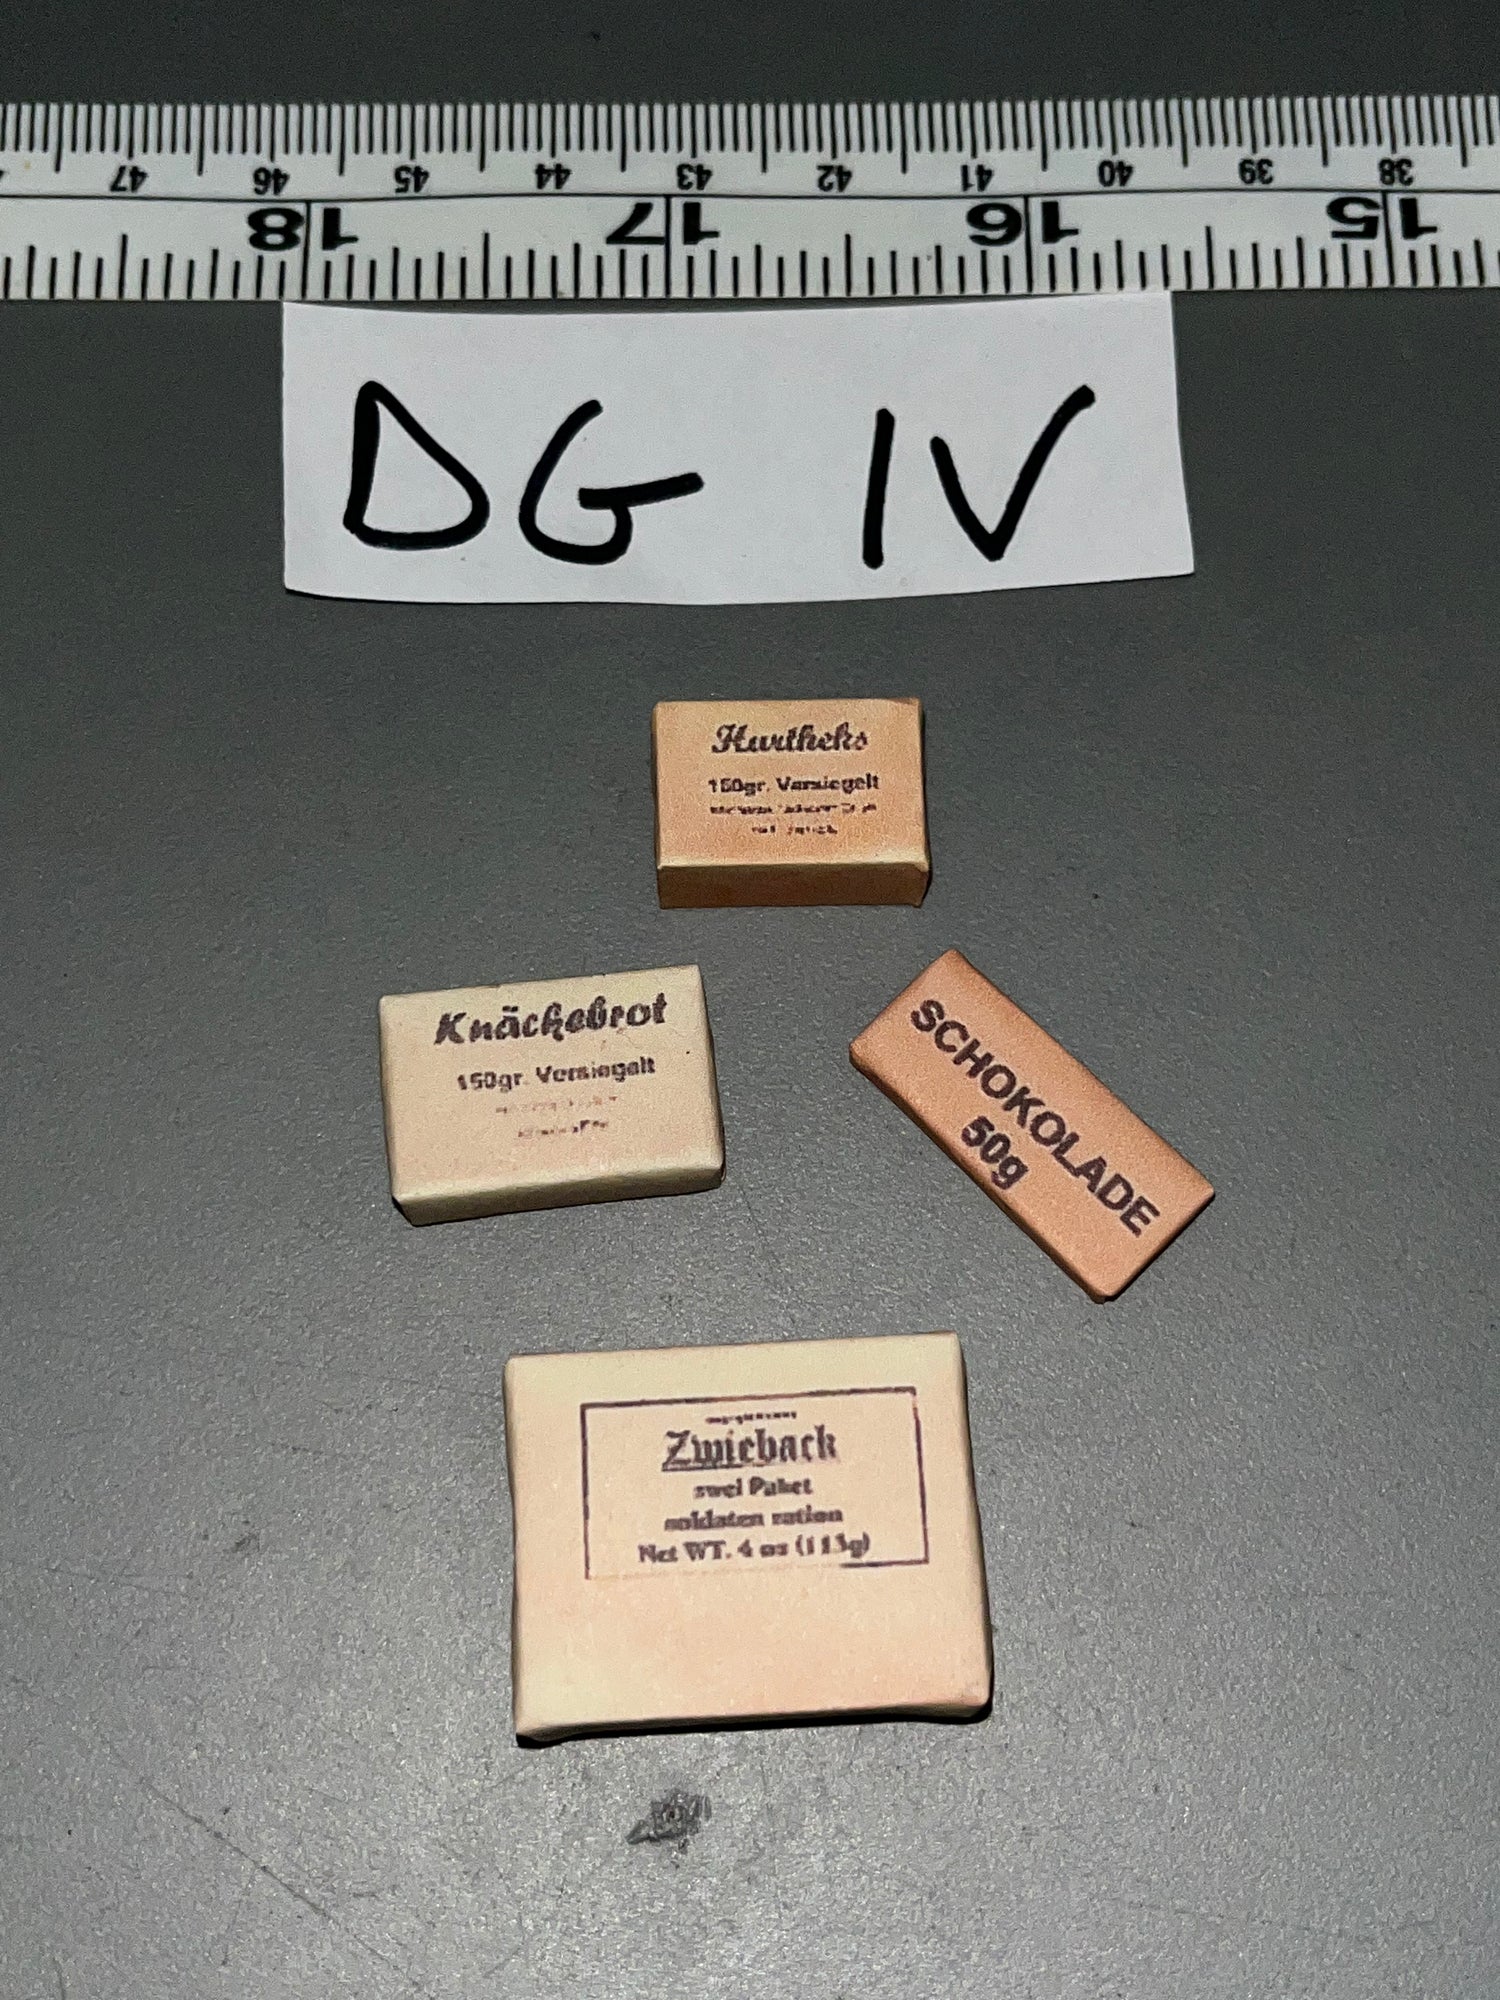 47 46 45 44 43 42 41 40 39 38
18 17 16 15
DG IV
Hartkeks
150gr. Versiegelt
Knäckebrot
150gr. Versiegelt
SCHOKOLADE
50g
Zwieback
zwei Paket
soldaten ration
Net WT. 4 oz (113g)